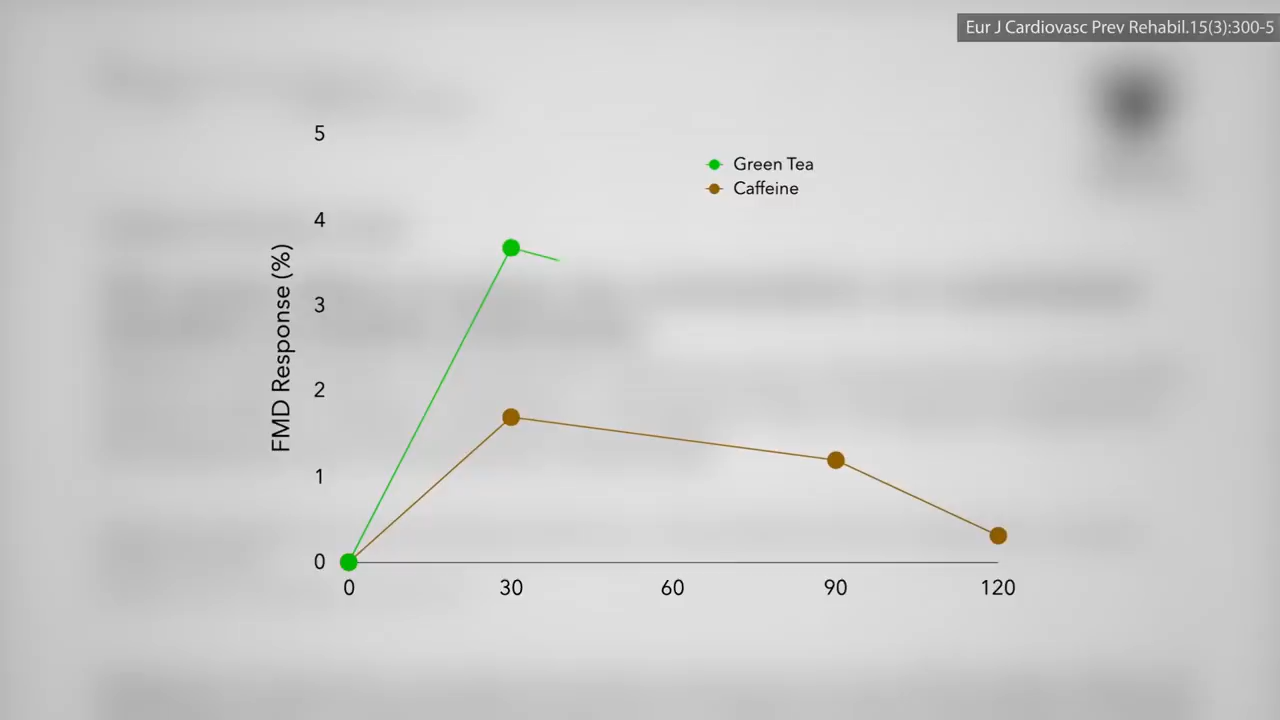 Eur J Cardiovasc Prev Rehabil.15(3):300-5
5
Green Tea
Caffeine
4
FMD Response (%)
3
2
1
0
0 30 60 90 120